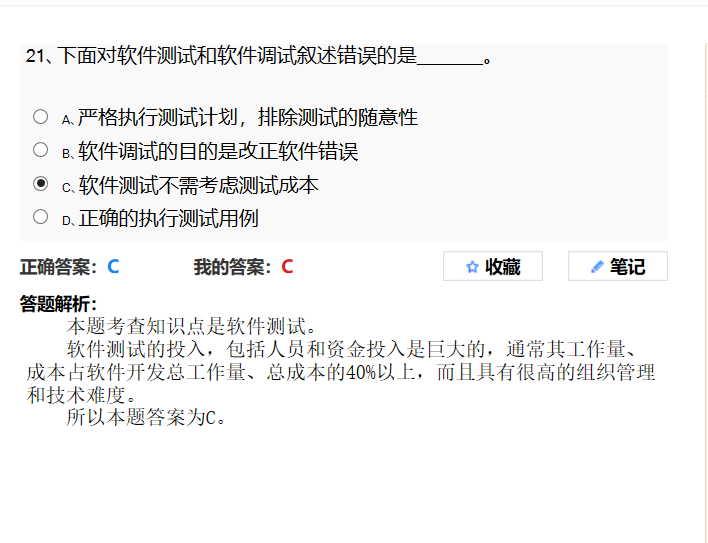 21、下面对软件测试和软件调试叙述错误的是_______。
A、严格执行测试计划，排除测试的随意性
B、软件调试的目的是改正软件错误
C、软件测试不需考虑测试成本
D、正确的执行测试用例
正确答案：C 我的答案：C 收藏 笔记
答题解析：
本题考查知识点是软件测试。
软件测试的投入，包括人员和资金投入是巨大的，通常其工作量、
成本占软件开发总工作量、总成本的40%以上，而且具有很高的组织管理
和技术难度。
所以本题答案为C。